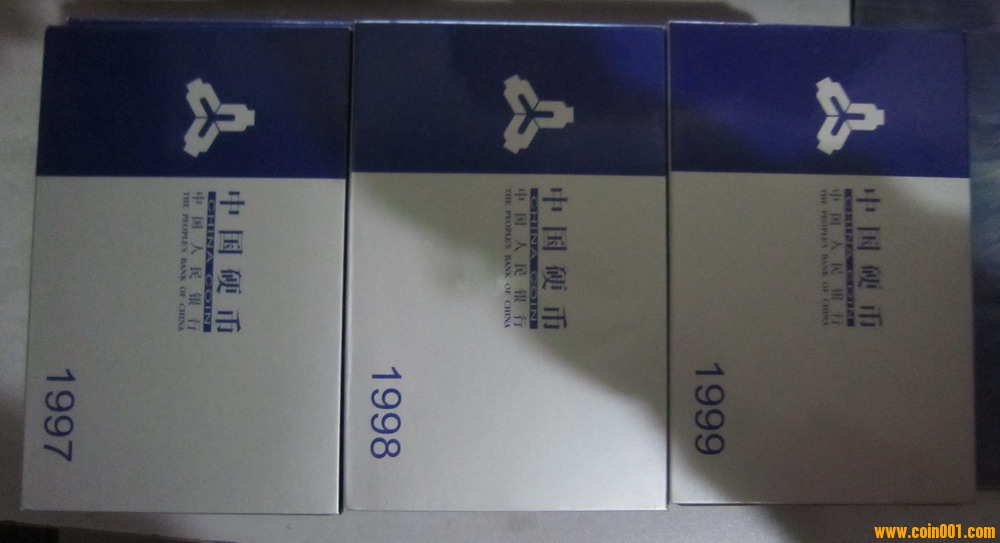 中国硬币
CHINA COIN
中国人民银行
THE PEOPLE'S BANK OF CHINA
1997
中国硬币
CHINA COIN
中国人民银行
THE PEOPLE'S BANK OF CHINA
1998
中国硬币
CHINA COIN
中国人民银行
THE PEOPLE'S BANK OF CHINA
1999
www.coin001.com